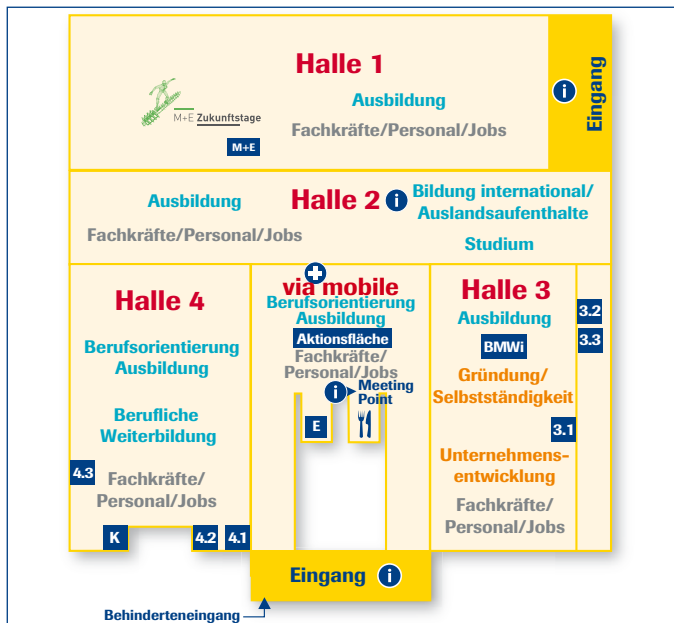 Halle 1
Ausbildung
Fachkräfte/Personal/Jobs
M+E Zukunftstage
M+E
i
Eingang
Ausbildung
Halle 2
i
Bildung international/
Auslandsaufenthalte
Fachkräfte/Personal/Jobs
Studium
Halle 4
Berufsorientierung
Ausbildung
Berufliche
Weiterbildung
4.3
Fachkräfte/
Personal/Jobs
K
4.2
4.1
via mobile
Berufsorientierung
Ausbildung
Aktionsfläche
Fachkräfte/
Personal/Jobs
i
Meeting
Point
E
Halle 3
Ausbildung
BMWi
Gründung/
Selbstständigkeit
3.2
3.3
3.1
Unternehmens-
entwicklung
Fachkräfte/
Personal/Jobs
Eingang i
Behinderteneingang